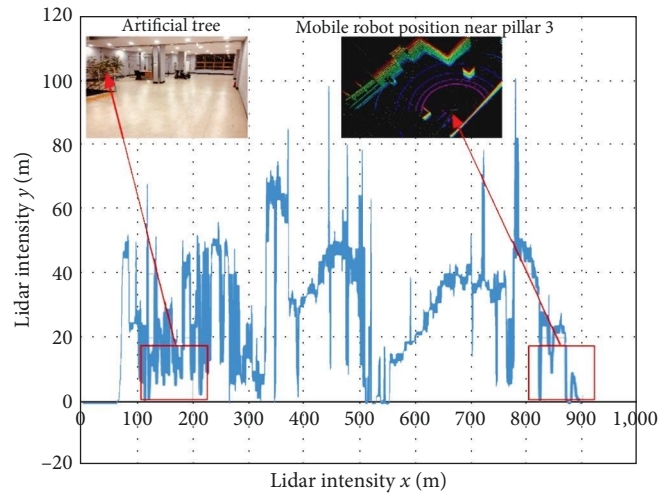 Artificial tree
Mobile robot position near pillar 3
120
100
80
60
40
20
0
–20
0 100 200 300 400 500 600 700 800 900 1,000
Lidar intensity y (m)
Lidar intensity x (m)